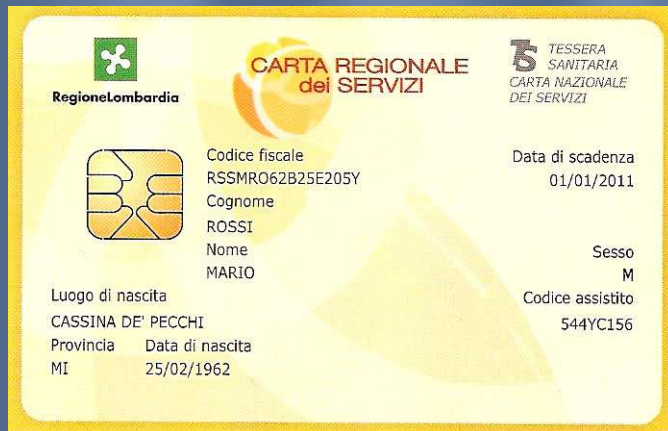 RegioneLombardia
CARTA REGIONALE
dei SERVIZI
TS TESSERA
SANITARIA
CARTA NAZIONALE
DEI SERVIZI
Codice fiscale
RSSMRO62B25E205Y
Cognome
ROSSI
Nome
MARIO
Data di scadenza
01/01/2011
Sesso
M
Luogo di nascita
CASSINA DE' PECCHI
Codice assistito
544YC156
Provincia Data di nascita
MI 25/02/1962